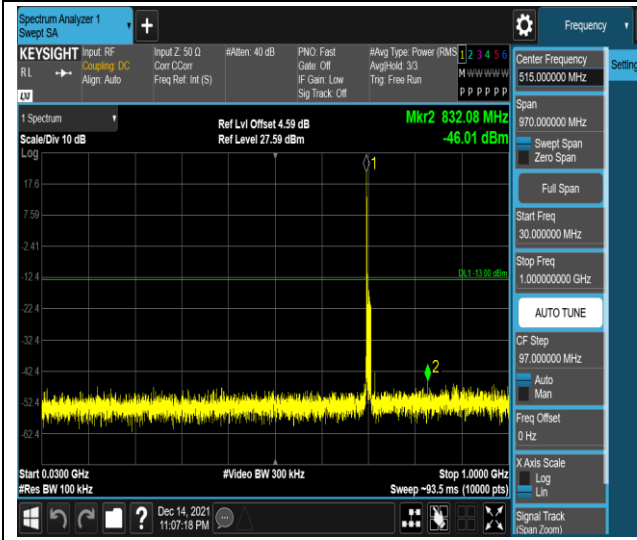 Spectrum Analyzer 1
Swept SA
+
Frequency
KEYSIGHT
RL
LXI
Input: RF
Coupling: DC
Align: Auto
Input Z: 50 Ω
Corr CCorr
Freq Ref: Int (S)
#Atten: 40 dB
PNO: Fast
Gate: Off
IF Gain: Low
Sig Track: Off
#Avg Type: Power (RMS
Avg|Hold: 3/3
Trig: Free Run
1 2 3 4 5 6
M W W W W W
P P P P P P
1 Spectrum
Scale/Div 10 dB
Log
Ref Lvl Offset 4.59 dB
Ref Level 27.59 dBm
Mkr2 832.08 MHz
-46.01 dBm
1
17.6
7.59
-2.41
-12.4
DL1 -13.00 dBm
-22.4
-32.4
-42.4
2
-52.4
-62.4
Start 0.0300 GHz
#Res BW 100 kHz
#Video BW 300 kHz
Stop 1.0000 GHz
Sweep ~93.5 ms (10000 pts)
Dec 14, 2021
11:07:18 PM
?
Center Frequency
515.000000 MHz
Settin
Span
970.000000 MHz
Swept Span
Zero Span
Full Span
Start Freq
30.000000 MHz
Stop Freq
1.000000000 GHz
AUTO TUNE
CF Step
97.000000 MHz
Auto
Man
Freq Offset
0 Hz
X Axis Scale
Log
Lin
Signal Track
(Span Zoom)